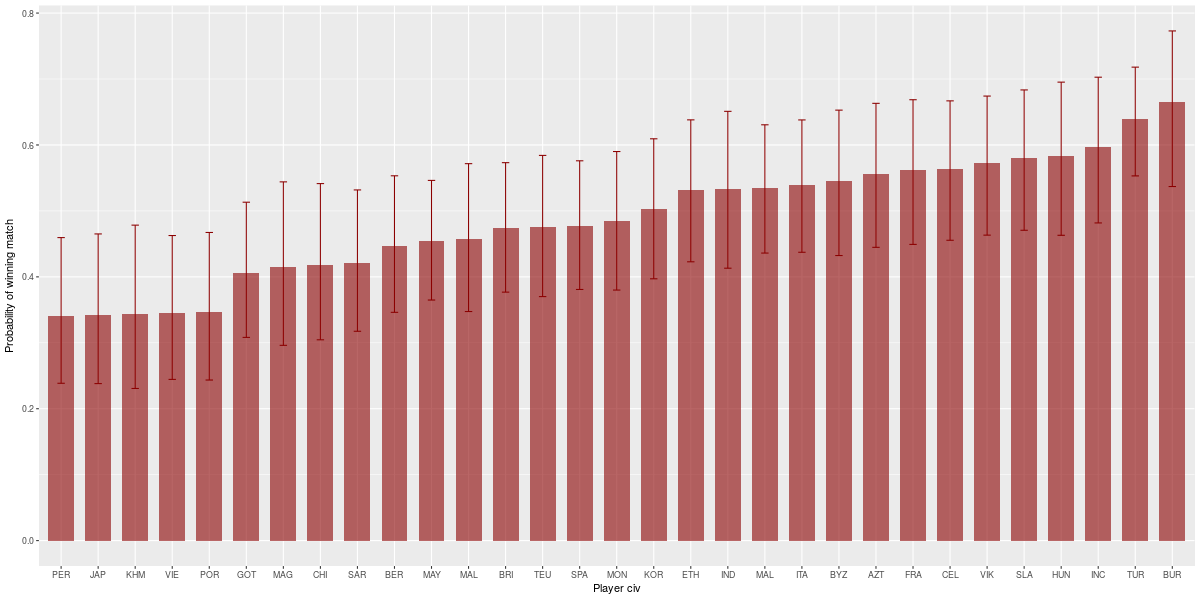 Probability of winning match
0.8
0.6
0.4
0.2
0.0
PER JAP KHM VIE POR GOT MAG CHI SAR BER MAY MAL BRI TEU SPA MON KOR ETH IND MAL ITA BYZ AZT FRA CEL VIK SLA HUN INC TUR BUR
Player civ